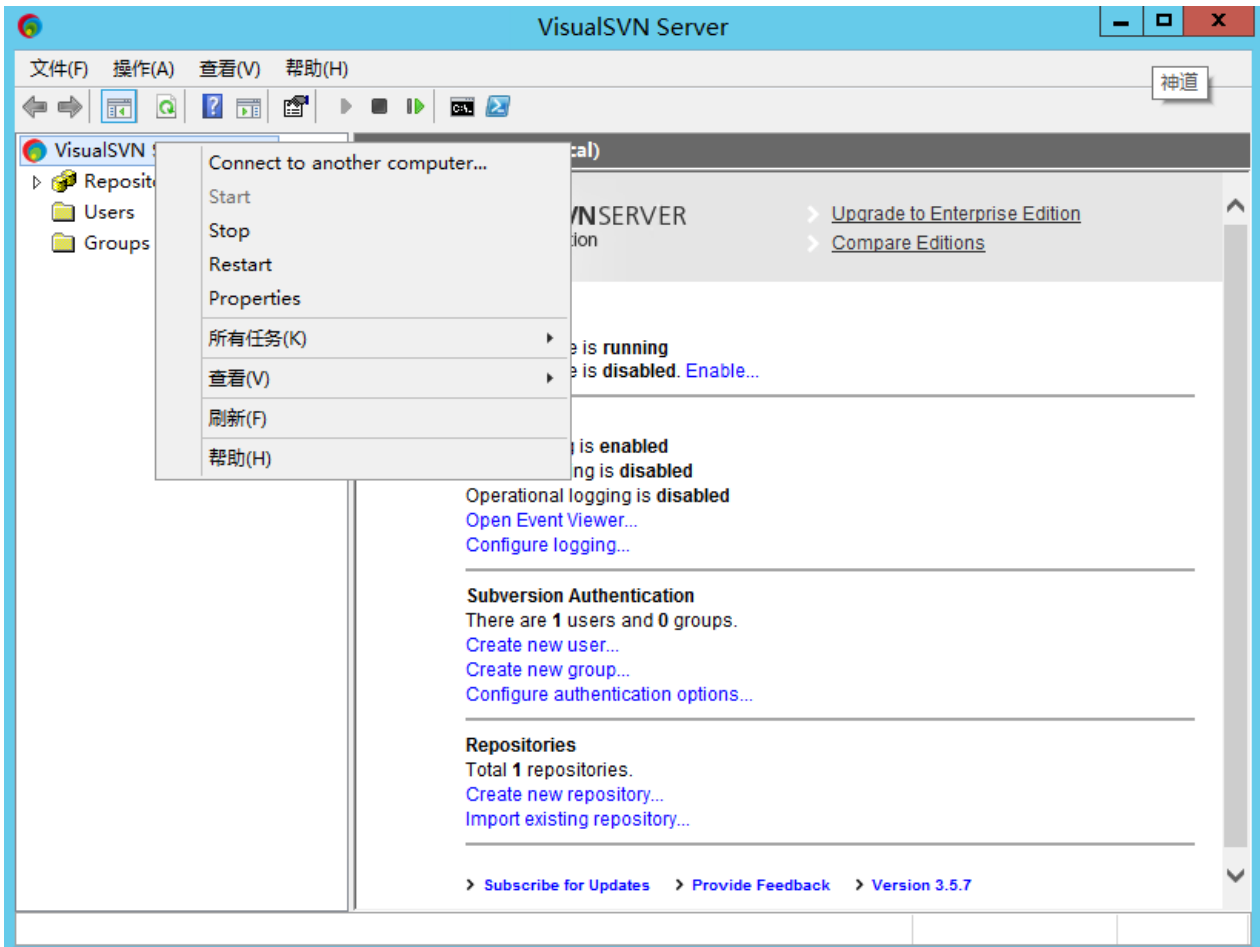 VisualSVN Server
文件(F) 操作(A) 查看(V) 帮助(H)
神道
VisualSVN
Users
Groups
Connect to another computer...
Start
Stop
Restart
Properties
所有任务(K)
查看(V)
刷新(F)
帮助(H)
SERVER
Upgrade to Enterprise Edition
Compare Editions
is running
is disabled. Enable...
is enabled
is disabled
Operational logging is disabled
Open Event Viewer...
Configure logging...
Subversion Authentication
There are 1 users and 0 groups.
Create new user...
Create new group...
Configure authentication options...
Repositories
Total 1 repositories.
Create new repository...
Import existing repository...
Subscribe for Updates Provide Feedback Version 3.5.7